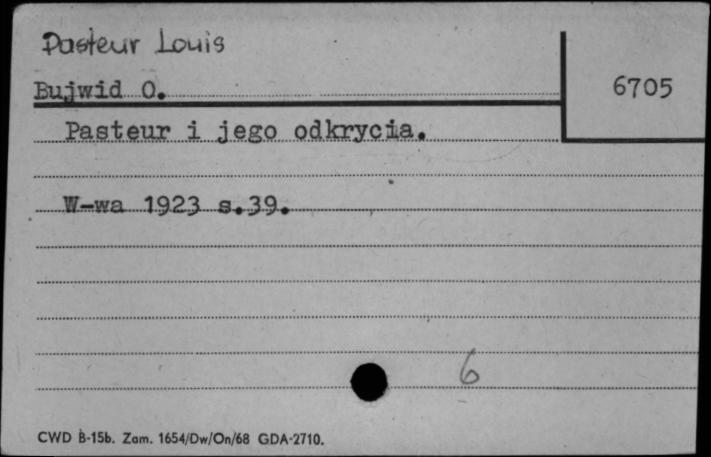 Pasteur Louis
Bujwid O.
6705
Pasteur i jego odkrycia.
W-wa 1923 s.39.
6
CWD B-15b. Zam. 1654/Dw/On/68 GDA-2710.